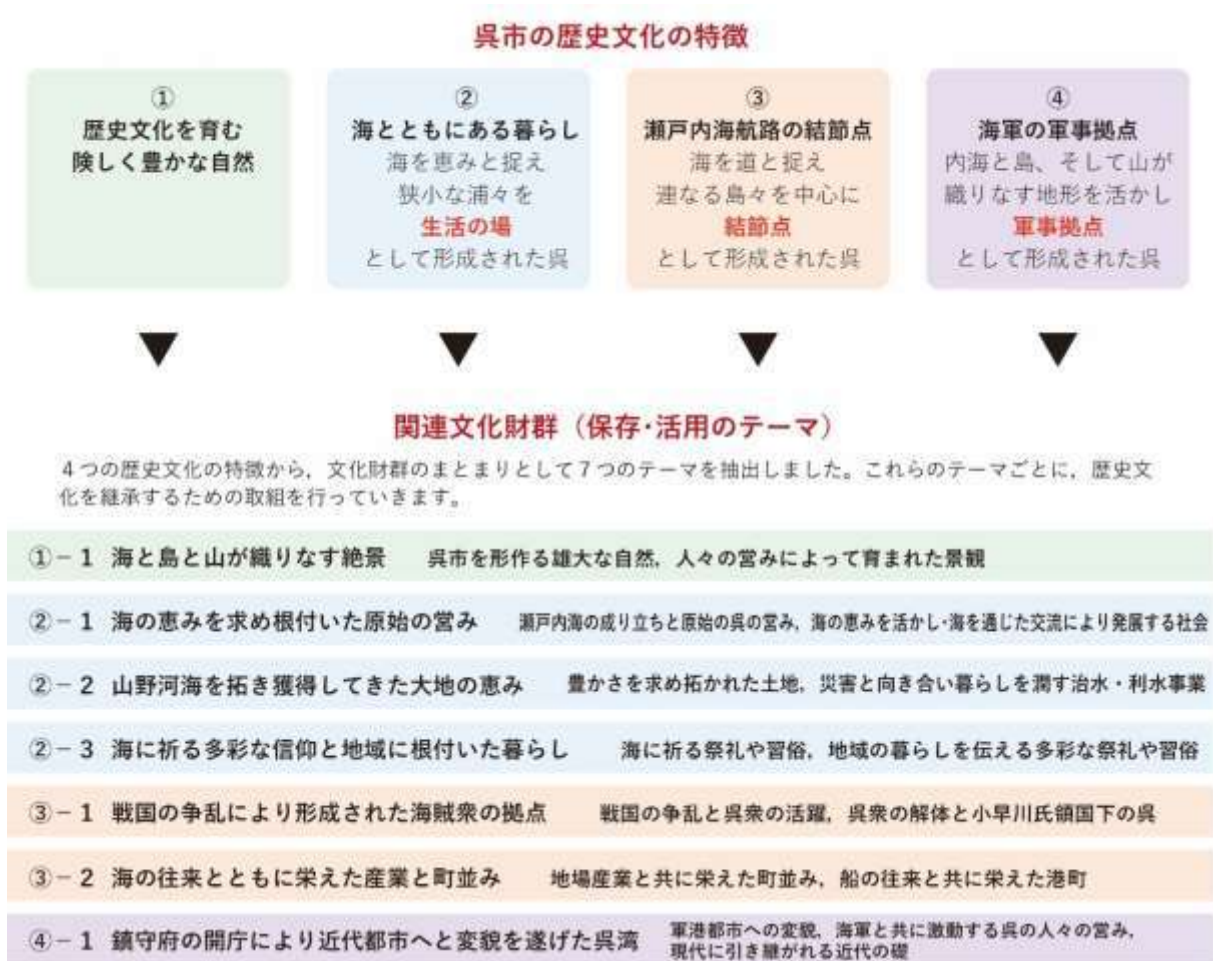 呉市の歴史文化の特徴
①
歴史文化を育む
険しく豊かな自然
②
海とともにある暮らし
海を恵みと捉え
狭小な浦々を
生活の場
として形成された呉
③
瀬戸内海航路の結節点
海を道と捉え
連なる島々を中心に
結節点
として形成された呉
④
海軍の軍事拠点
内海と島、そして山が
織りなす地形を活かし
軍事拠点
として形成された呉
関連文化財群（保存・活用のテーマ）
４つの歴史文化の特徴から，文化財群のまとまりとして７つのテーマを抽出しました。これらのテーマごとに，歴史文
化を継承するための取組を行っていきます。
①－１ 海と島と山が織りなす絶景 呉市を形作る雄大な自然，人々の営みによって育まれた景観
②－１ 海の恵みを求め根付いた原始の営み 瀬戸内海の成り立ちと原始の呉の営み，海の恵みを活かし・海を通じた交流により発展する社会
②－２ 山野河海を拓き獲得してきた大地の恵み 豊かさを求め拓かれた土地，災害と向き合い暮らしを潤す治水・利水事業
②－３ 海に祈る多彩な信仰と地域に根付いた暮らし 海に祈る祭礼や習俗，地域の暮らしを伝える多彩な祭礼や習俗
③－１ 戦国の争乱により形成された海賊衆の拠点 戦国の争乱と呉衆の活躍，呉衆の解体と小早川氏領国下の呉
③－２ 海の往来とともに栄えた産業と町並み 地場産業と共に栄えた町並み，船の往来と共に栄えた港町
④－１ 鎮守府の開庁により近代都市へと変貌を遂げた呉湾 軍港都市への変貌，海軍と共に激動する呉の人々の営み，
現代に引き継がれる近代の礎